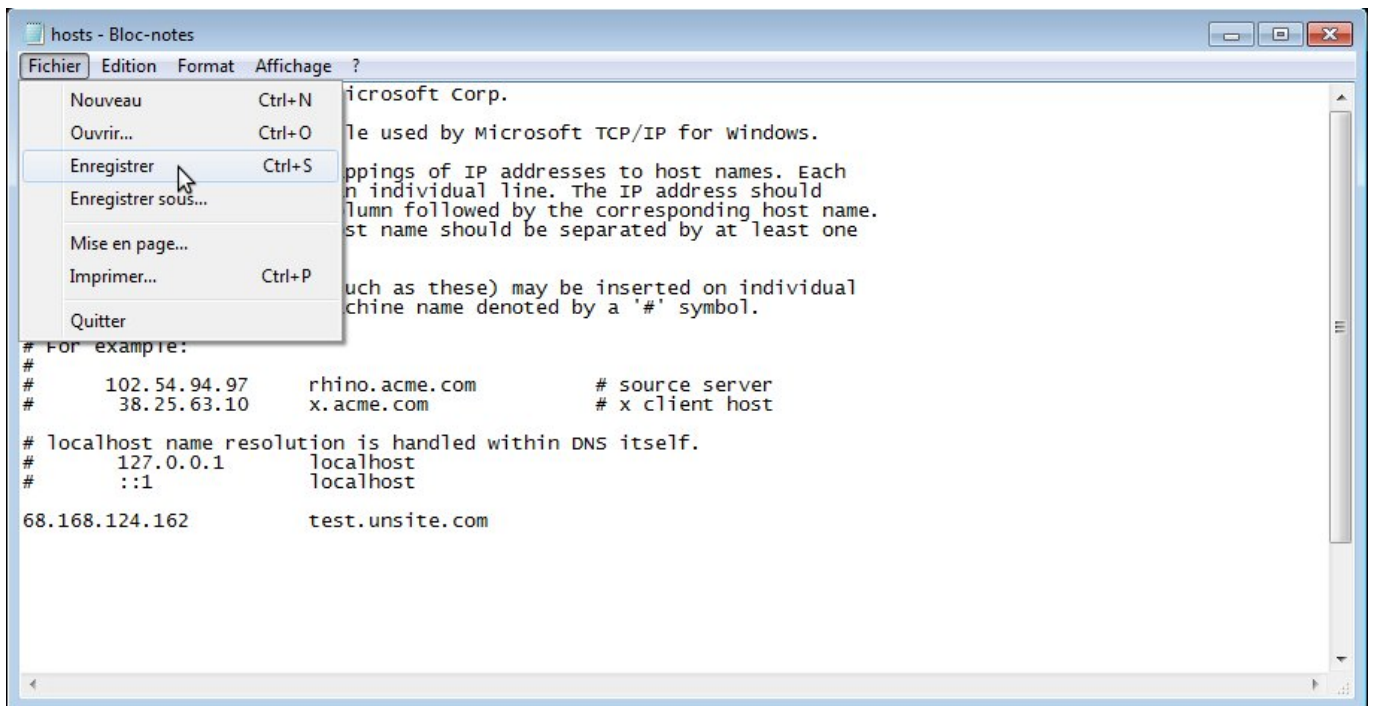 hosts - Bloc-notes
Fichier Edition Format Affichage ?
Nouveau Ctrl+N
Ouvrir... Ctrl+O
Enregistrer Ctrl+S
Enregistrer sous...
Mise en page...
Imprimer... Ctrl+P
Quitter
icrosoft Corp.
le used by Microsoft TCP/IP for Windows.
ppings of IP addresses to host names. Each
n individual line. The IP address should
lumn followed by the corresponding host name.
st name should be separated by at least one
uch as these) may be inserted on individual
chine name denoted by a '#' symbol.
# For example:
#
# 102.54.94.97 rhino.acme.com # source server
# 38.25.63.10 x.acme.com # x client host
# localhost name resolution is handled within DNS itself.
# 127.0.0.1 localhost
# ::1 localhost
68.168.124.162 test.unsite.com